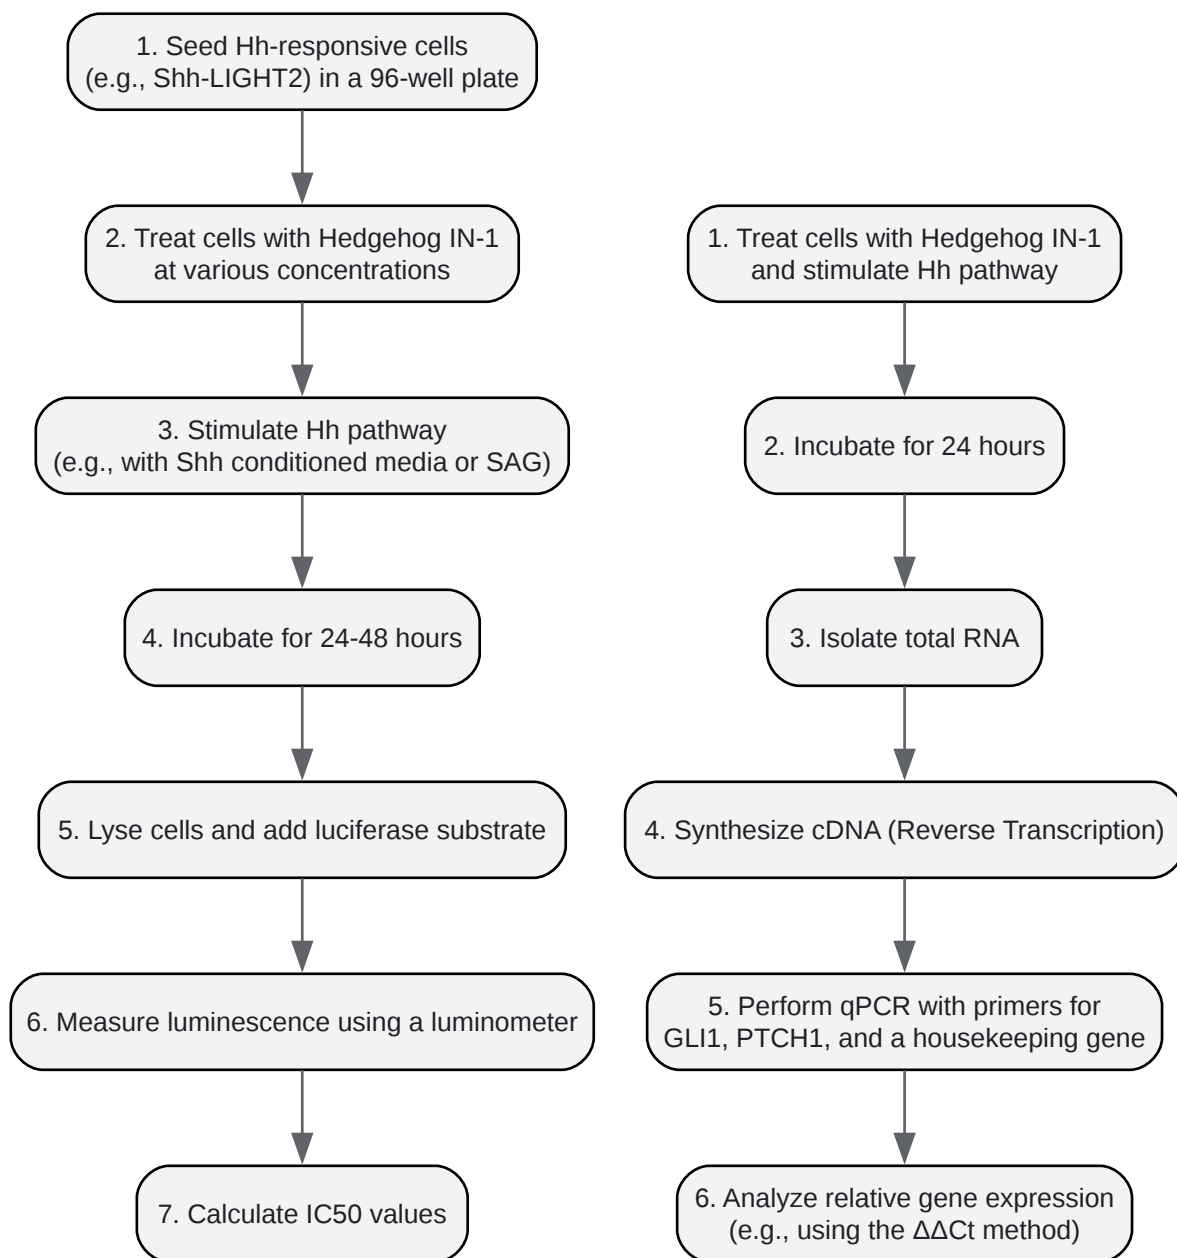 1. Seed Hh-responsive cells
(e.g., Shh-LIGHT2) in a 96-well plate
2. Treat cells with Hedgehog IN-1
at various concentrations
3. Stimulate Hh pathway
(e.g., with Shh conditioned media or SAG)
4. Incubate for 24-48 hours
5. Lyse cells and add luciferase substrate
6. Measure luminescence using a luminometer
7. Calculate IC50 values
1. Treat cells with Hedgehog IN-1
and stimulate Hh pathway
2. Incubate for 24 hours
3. Isolate total RNA
4. Synthesize cDNA (Reverse Transcription)
5. Perform qPCR with primers for
GLI1, PTCH1, and a housekeeping gene
6. Analyze relative gene expression
(e.g., using the ΔΔCt method)